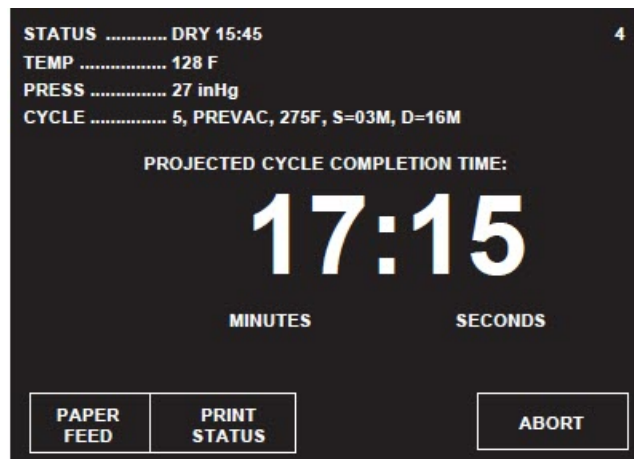 STATUS ............ DRY 15:45 4
TEMP ................. 128 F
PRESS ............... 27 inHg
CYCLE ............... 5, PREVAC, 275F, S=03M, D=16M
PROJECTED CYCLE COMPLETION TIME:
17:15
MINUTES SECONDS
PAPER FEED
PRINT STATUS
ABORT